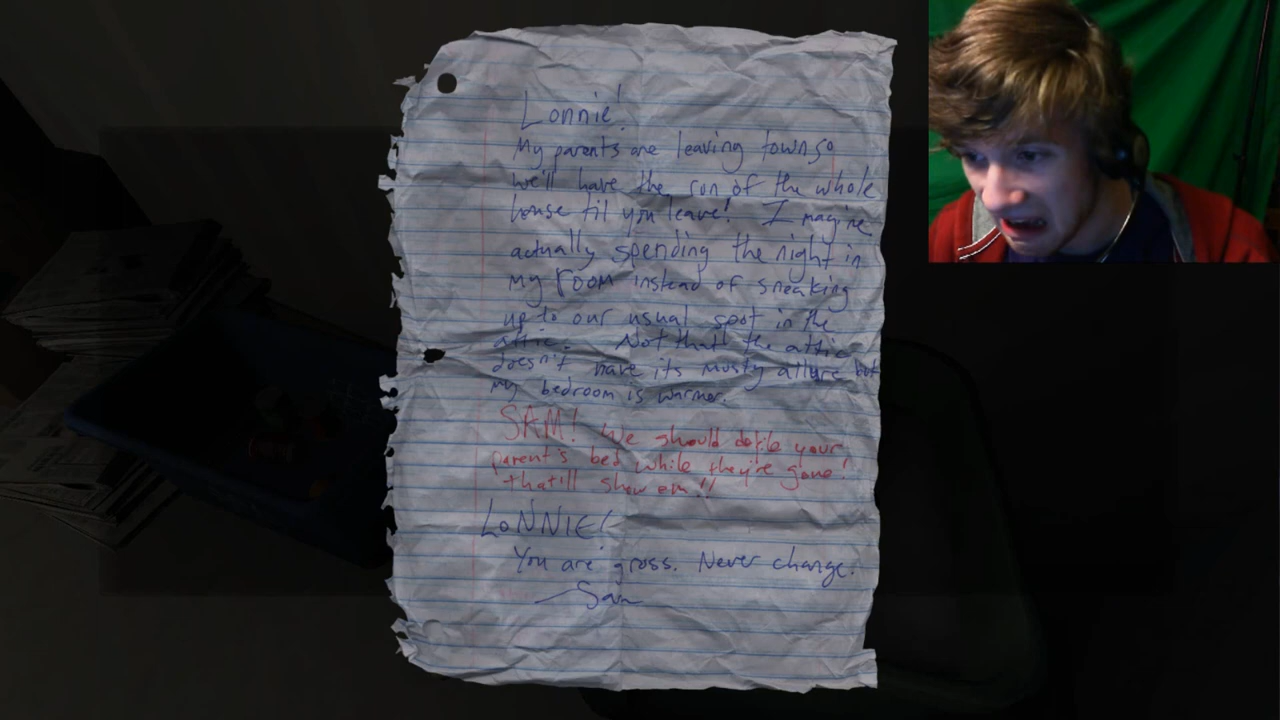 Lonnie!
My parents are leaving town so
we'll have the run of the whole
house til you leave! Imagine
actually spending the night in
my room instead of sneaking
up to our usual spot in the
attic. Not that the attic
doesn't have its musty allure but
my bedroom is warmer.
SAM! We should defile your
parent's bed while they're gone!
that'll show em!!
LONNIE!
You are gross. Never change.
—Sam